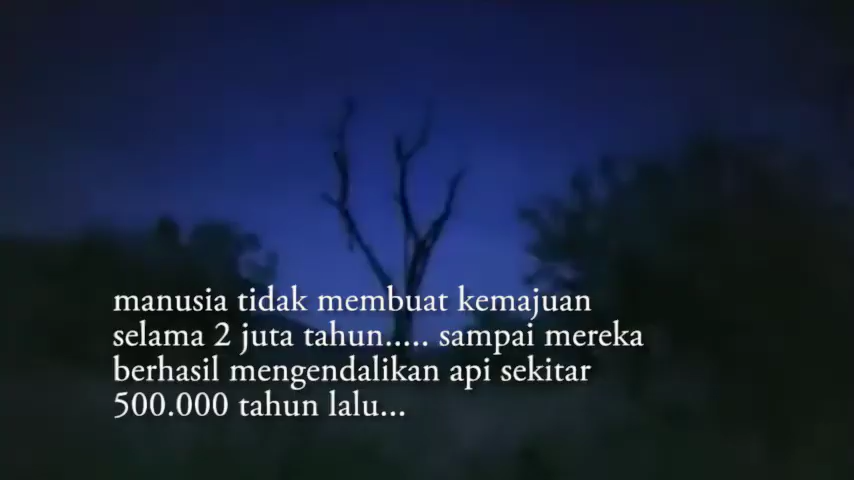 manusia tidak membuat kemajuan
selama 2 juta tahun..... sampai mereka
berhasil mengendalikan api sekitar
500.000 tahun lalu...